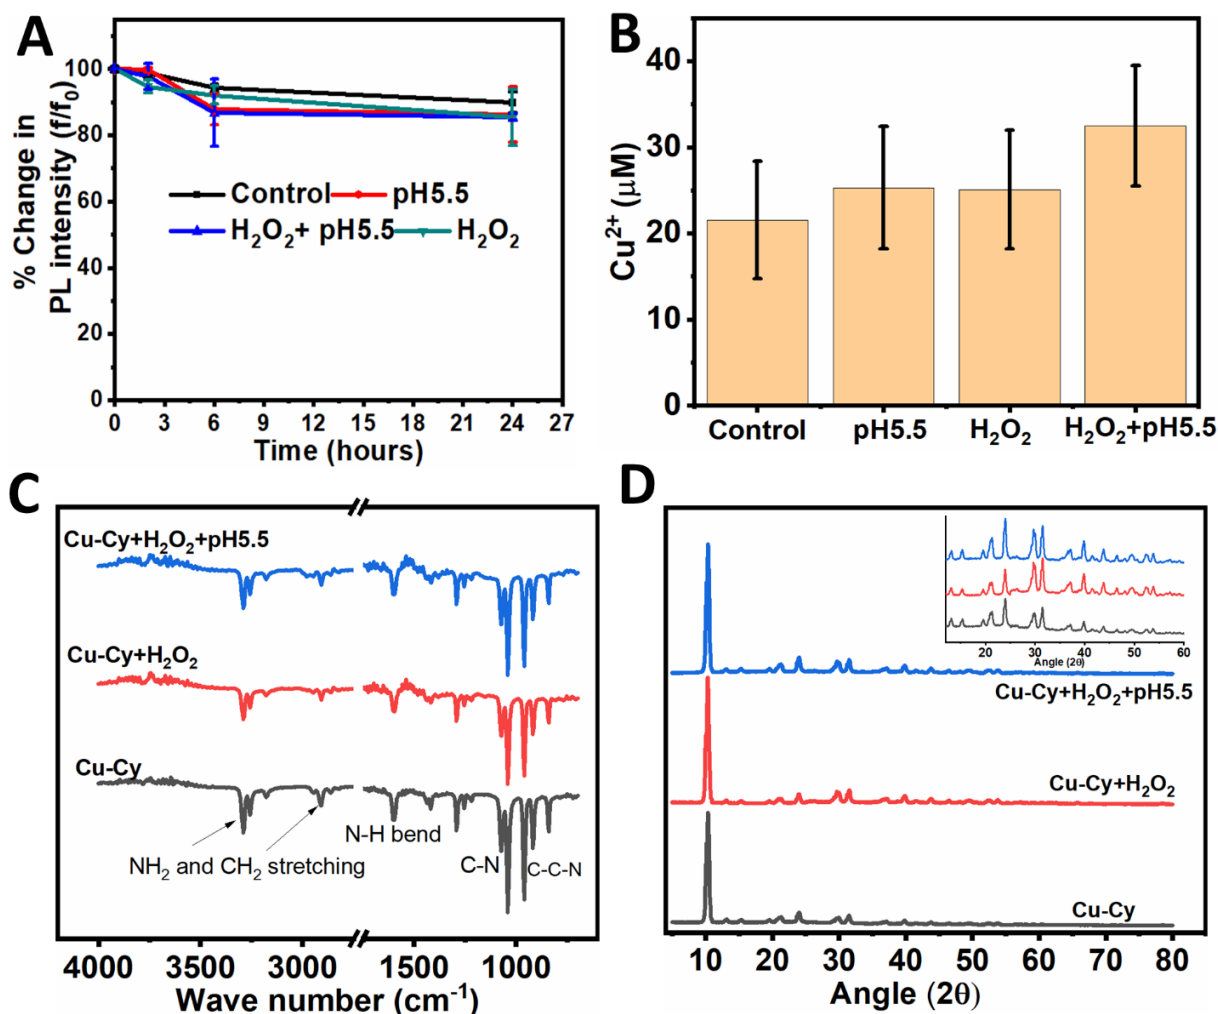 A
% Change in
PL intensity (f/f₀)
100
80
60
40
20
0
Control
pH5.5
H₂O₂+ pH5.5
H₂O₂
0 3 6 9 12 15 18 21 24 27
Time (hours)
B
Cu²⁺ (μM)
40
30
20
10
0
Control pH5.5 H₂O₂ H₂O₂+pH5.5
C
Cu-Cy+H₂O₂+pH5.5
Cu-Cy+H₂O₂
Cu-Cy
NH₂ and CH₂ stretching
N-H bend
C-N
C-C-N
4000 3500 3000 1500 1000
Wave number (cm⁻¹)
D
20 30 40 50 60
Angle (2θ)
Cu-Cy+H₂O₂+pH5.5
Cu-Cy+H₂O₂
Cu-Cy
10 20 30 40 50 60 70 80
Angle (2θ)